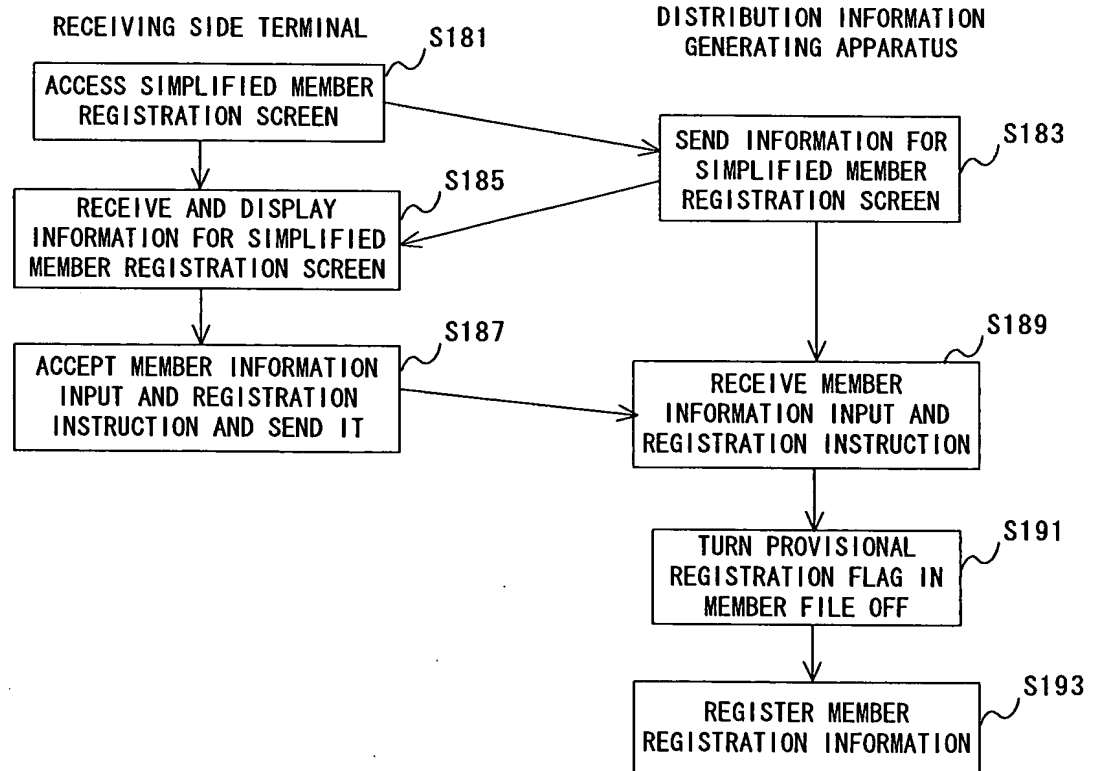 RECEIVING SIDE TERMINAL
DISTRIBUTION INFORMATION
GENERATING APPARATUS
S181
ACCESS SIMPLIFIED MEMBER
REGISTRATION SCREEN
S183
SEND INFORMATION FOR
SIMPLIFIED MEMBER
REGISTRATION SCREEN
S185
RECEIVE AND DISPLAY
INFORMATION FOR SIMPLIFIED
MEMBER REGISTRATION SCREEN
S187
ACCEPT MEMBER INFORMATION
INPUT AND REGISTRATION
INSTRUCTION AND SEND IT
S189
RECEIVE MEMBER
INFORMATION INPUT AND
REGISTRATION INSTRUCTION
S191
TURN PROVISIONAL
REGISTRATION FLAG IN
MEMBER FILE OFF
S193
REGISTER MEMBER
REGISTRATION INFORMATION